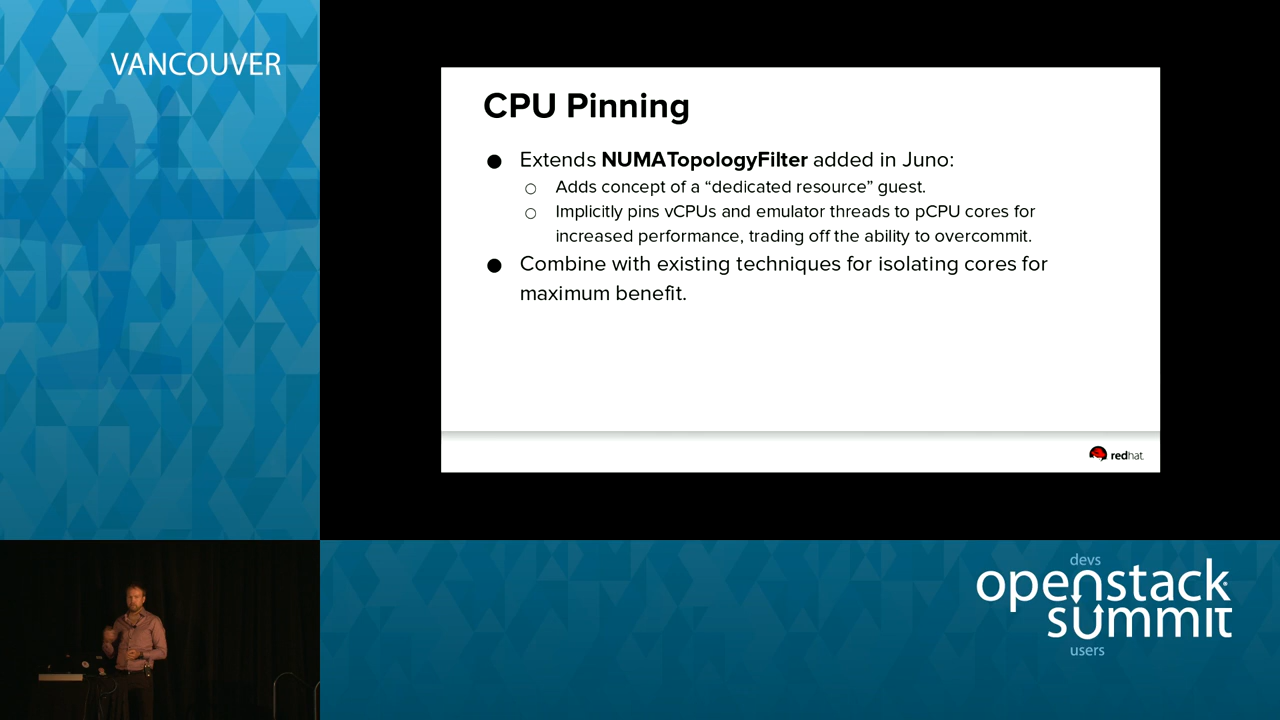 VANCOUVER
CPU Pinning
● Extends NUMATopologyFilter added in Juno:
○ Adds concept of a “dedicated resource” guest.
○ Implicitly pins vCPUs and emulator threads to pCPU cores for
increased performance, trading off the ability to overcommit.
● Combine with existing techniques for isolating cores for
maximum benefit.
redhat
devs
openstack
summit
users